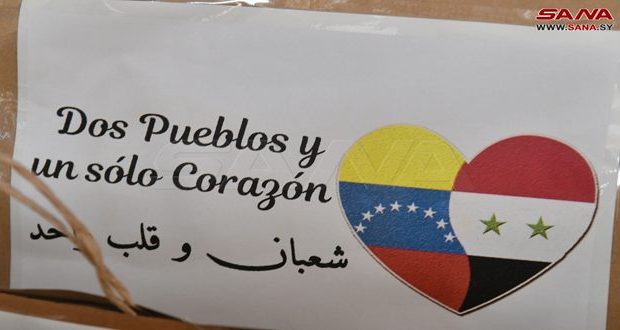 SANA
WWW.SANA.SY
Dos Pueblos y
un sólo Corazón
شعبان و قلب